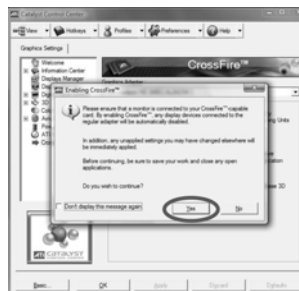 Catalyst Control Center
View
Hotkeys
Profiles
Preferences
Help
Graphics Settings
Welcome
Information Center
Displays Manager
CrossFire™
Enabling CrossFire™
Please ensure that a monitor is connected to your CrossFire™-capable
card. By enabling CrossFire™, any display devices connected to the
regular adapter will be automatically disabled.
In addition, any unapplied settings you may have changed elsewhere will
be immediately applied.
Before continuing, be sure to save your work and close any open
applications.
Do you wish to continue?
Don't display this message again
Yes
No
CATALYST
Basic...
OK
Apply
Discard
Defaults